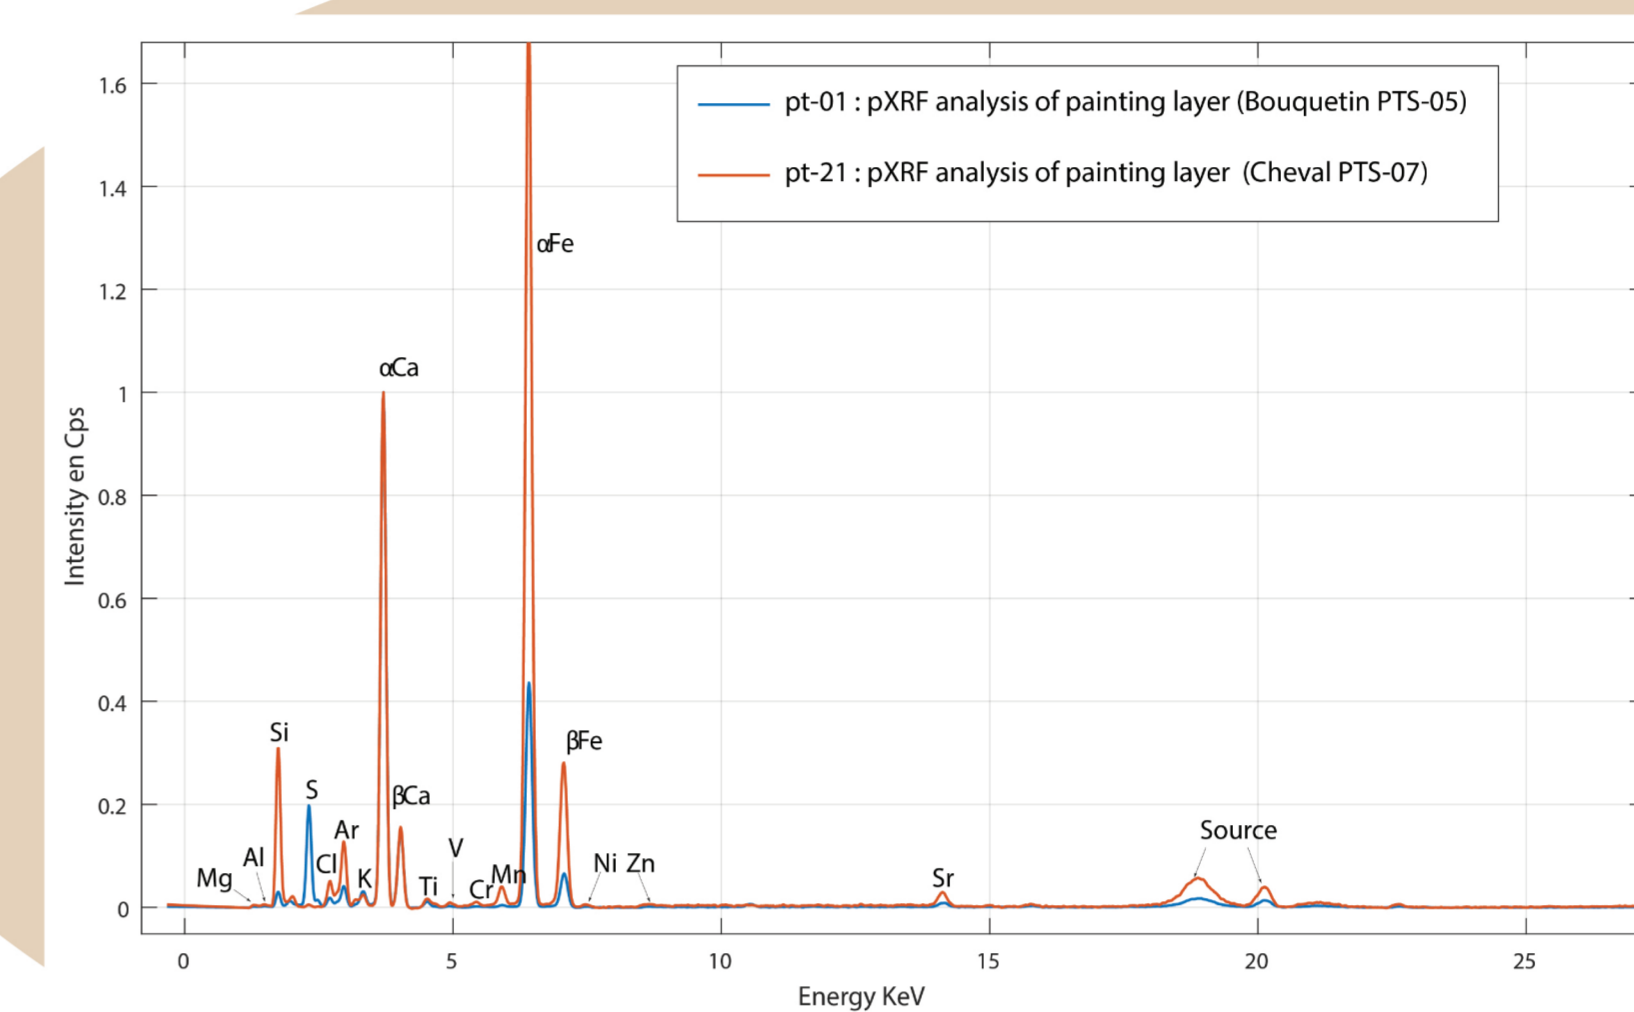 pt-01 : pXRF analysis of painting layer (Bouquetin PTS-05)
pt-21 : pXRF analysis of painting layer (Cheval PTS-07)
1.6
1.4
1.2
1
0.8
0.6
0.4
0.2
0
Intensity en Cps
αFe
αCa
Si
βFe
S
βCa
Ar
Source
V
Al
Cl
Ni Zn
Mg
K
Ti
Cr
Mn
Sr
0 5 10 15 20 25
Energy KeV